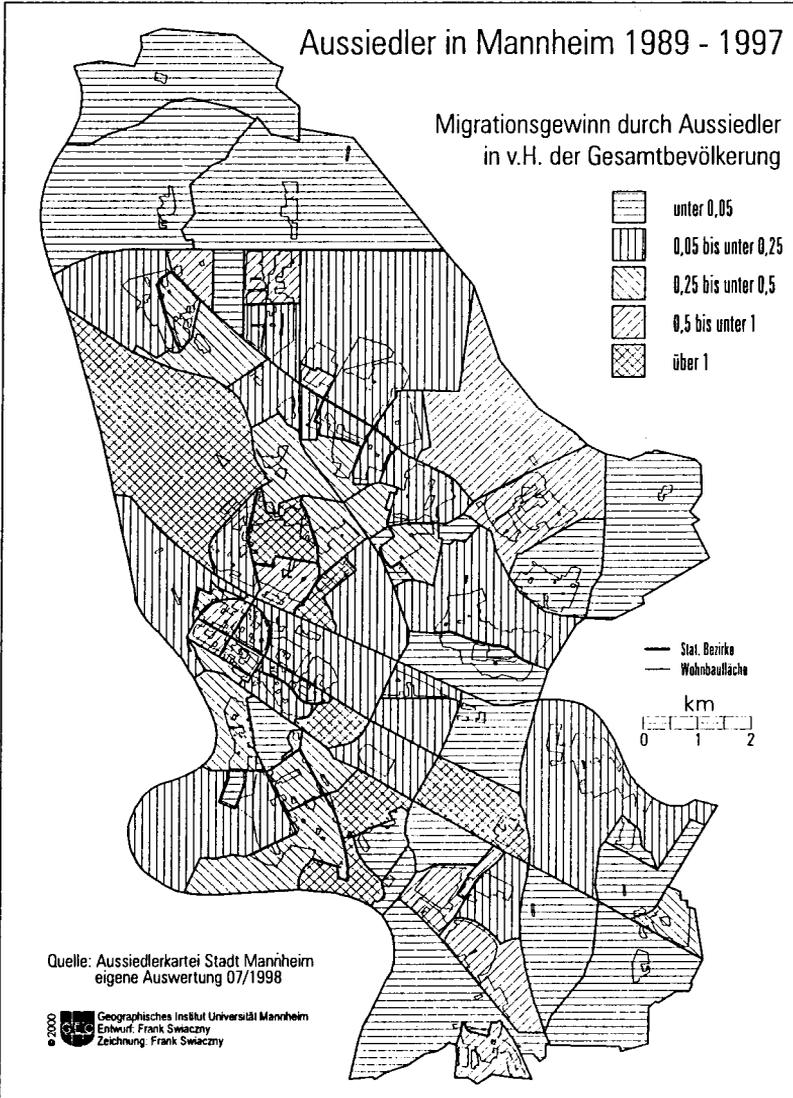 Aussiedler in Mannheim 1989 - 1997
Migrationsgewinn durch Aussiedler
in v.H. der Gesamtbevölkerung
unter 0,05
0,05 bis unter 0,25
0,25 bis unter 0,5
0,5 bis unter 1
über 1
Stat. Bezirke
Wohnbaufläche
km
0 1 2
Quelle: Aussiedlerkartei Stadt Mannheim
eigene Auswertung 07/1998
© 2000
GEO
Geographisches Institut Universität Mannheim
Entwurf: Frank Swiaczny
Zeichnung: Frank Swiaczny